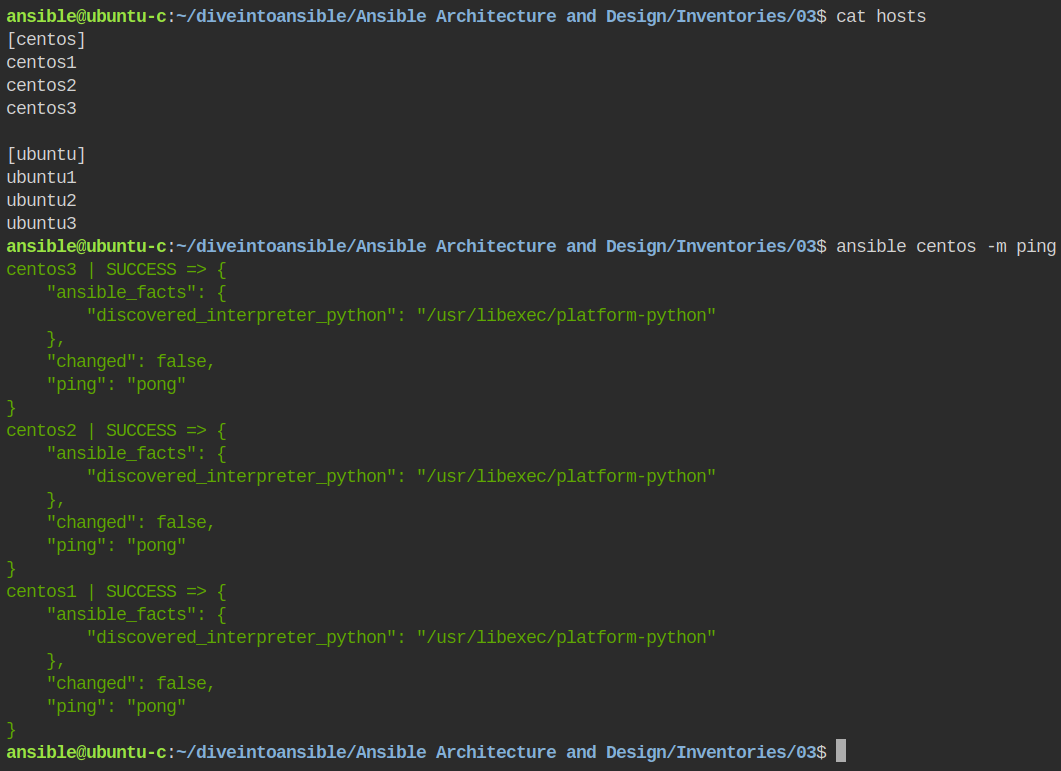 ansible@ubuntu-c:~/diveintoansible/Ansible Architecture and Design/Inventories/03$ cat hosts
[centos]
centos1
centos2
centos3

[ubuntu]
ubuntu1
ubuntu2
ubuntu3
ansible@ubuntu-c:~/diveintoansible/Ansible Architecture and Design/Inventories/03$ ansible centos -m ping
centos3 | SUCCESS => {
    "ansible_facts": {
        "discovered_interpreter_python": "/usr/libexec/platform-python"
    },
    "changed": false,
    "ping": "pong"
}
centos2 | SUCCESS => {
    "ansible_facts": {
        "discovered_interpreter_python": "/usr/libexec/platform-python"
    },
    "changed": false,
    "ping": "pong"
}
centos1 | SUCCESS => {
    "ansible_facts": {
        "discovered_interpreter_python": "/usr/libexec/platform-python"
    },
    "changed": false,
    "ping": "pong"
}
ansible@ubuntu-c:~/diveintoansible/Ansible Architecture and Design/Inventories/03$